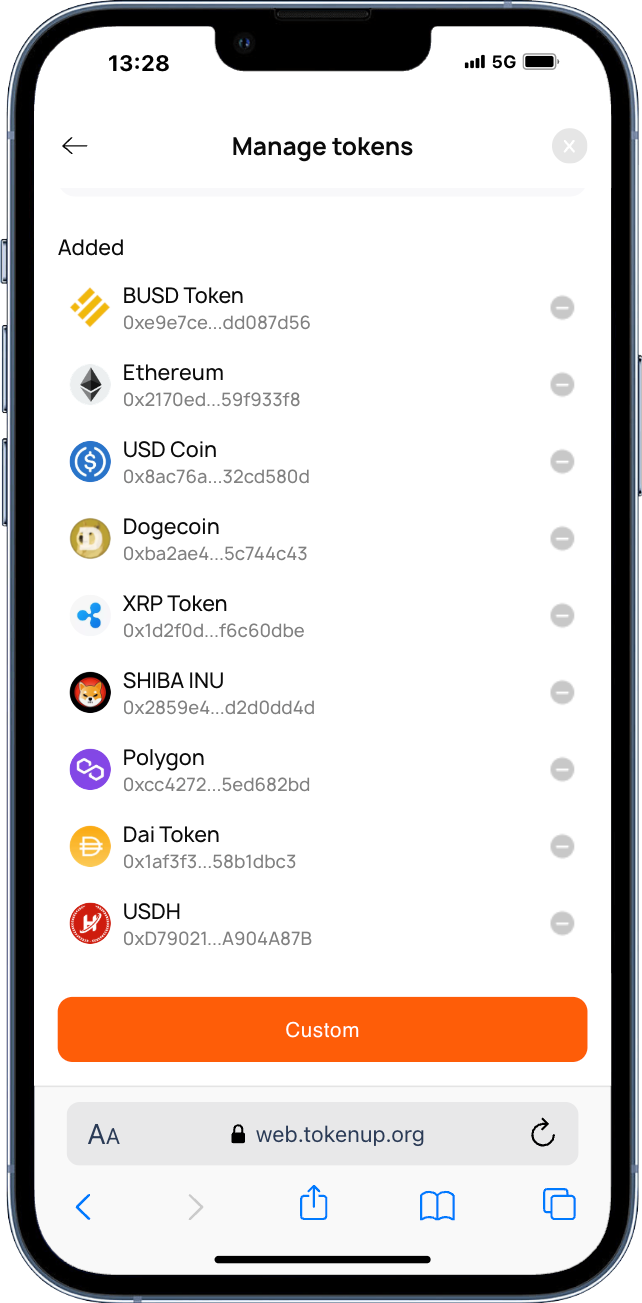 13:28
5G
Manage tokens
X
Added
BUSD Token
0xe9e7ce...dd087d56
Ethereum
0x2170ed...59f933f8
USD Coin
0x8ac76a...32cd580d
Dogecoin
0xba2ae4...5c744c43
XRP Token
0x1d2f0d...f6c60dbe
SHIBA INU
0x2859e4...d2d0dd4d
Polygon
0xcc4272...5ed682bd
Dai Token
0x1af3f3...58b1dbc3
USDH
0xD79021...A904A87B
Custom
AA
web.tokenup.org